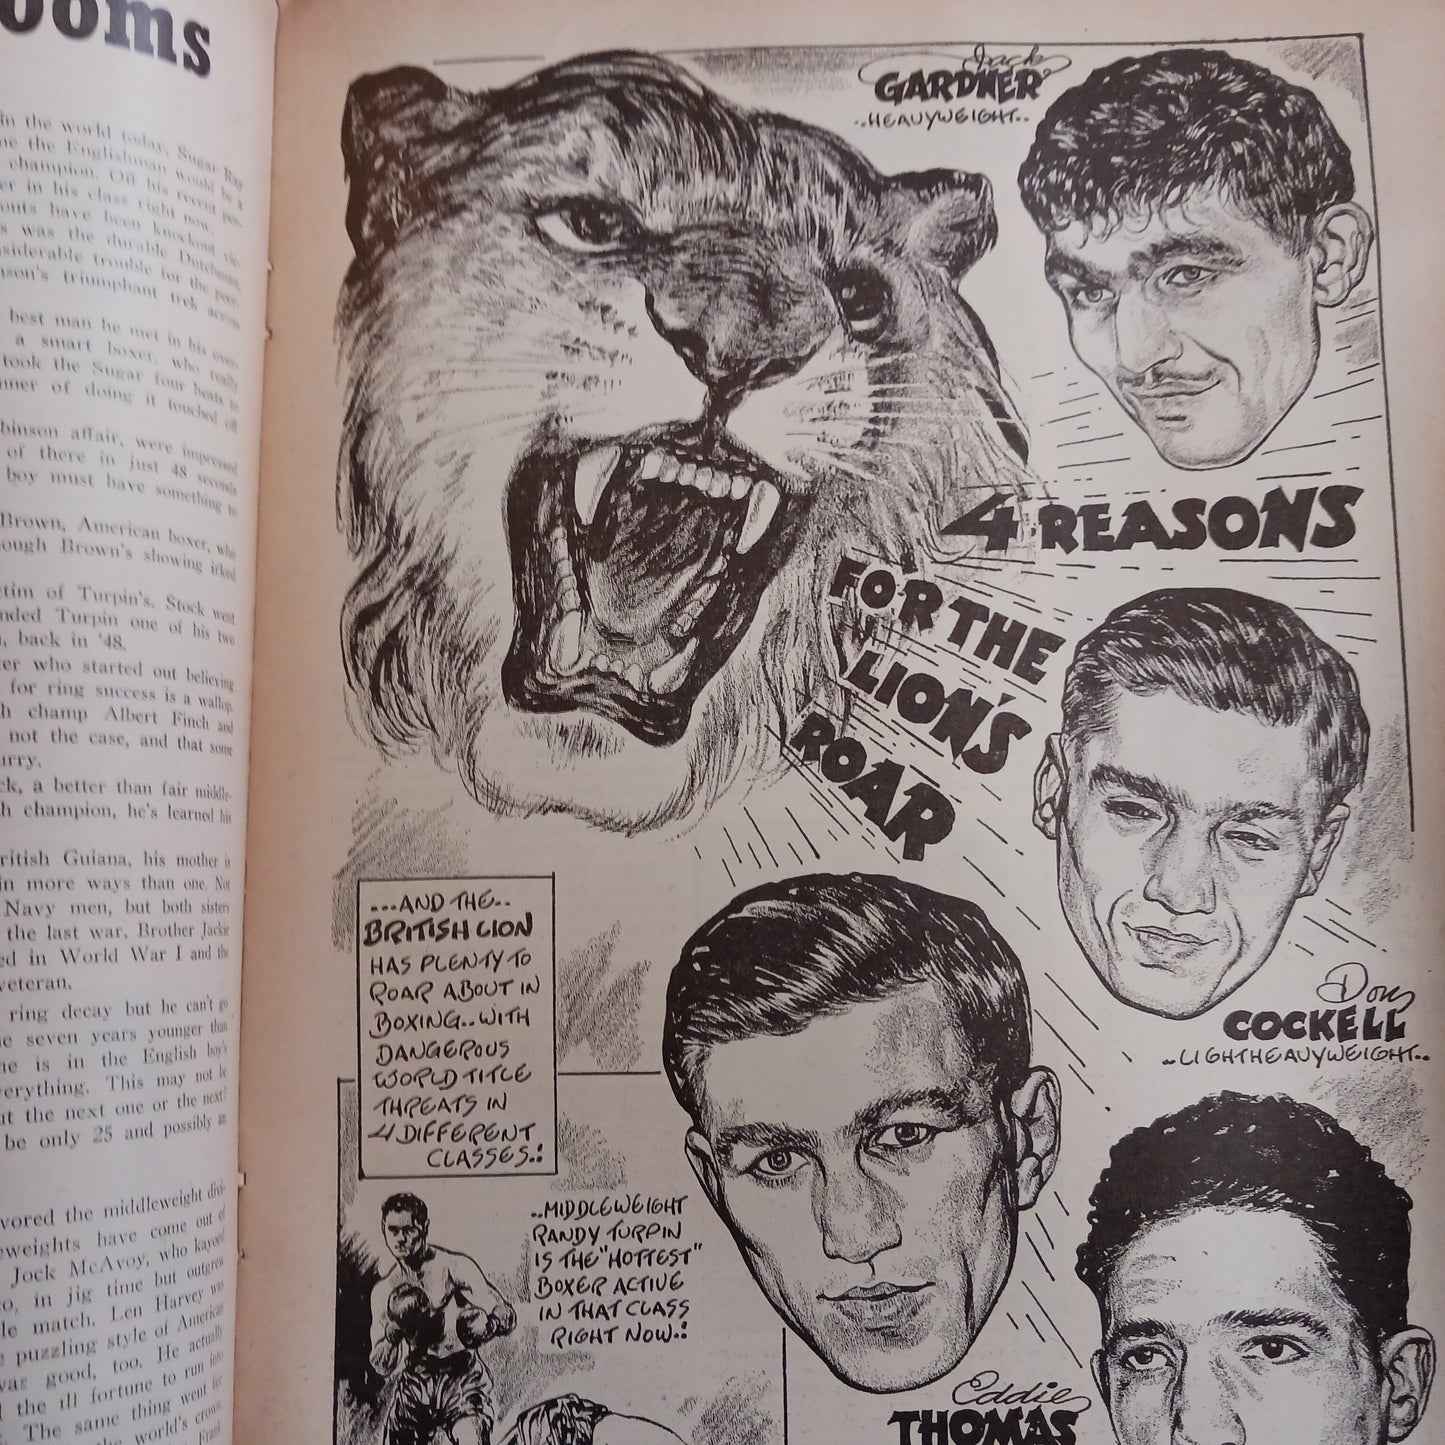 ooms
in the world today, Sugar Ray
the Englishman would be a
champion. Off his recent
in his class right now.
outs have been knockout
was the durable Dutchman,
siderable trouble for the
nson's triumphant trek across
best man he met in his
a smart boxer, who really
took the Sugar four beats to
nner of doing it touched off
binson affair, were impressed
of there in just 48 seconds
boy must have something to
Brown, American boxer, who
ough Brown's showing irked
tim of Turpin's. Stock went
nded Turpin one of his two
, back in '48.
er who started out believing
for ring success is a wallop.
h champ Albert Finch and
not the case, and that some
urry.
ck, a better than fair middle-
h champion, he's learned his
ritish Guiana, his mother is
in more ways than one. Not
Navy men, but both sisters
the last war. Brother Jackie
ed in World War I and the
veteran.
ring decay but he can't go
e seven years younger than
ne is in the English boy's
verything. This may not be
ut the next one or the next?
be only 25 and possibly an
vored the middleweight divi-
eweights have come out of
Jock McAvoy, who kayoed
o, in jig time but outgrew
le match. Len Harvey was
e puzzling style of American
was good, too. He actually
the ill fortune to run into
The same thing went for
the world's crown
Frank
Jack
GARDNER
..HEAVYWEIGHT..
4 REASONS
FOR THE
LION'S
ROAR
...AND THE..
BRITISH LION
HAS PLENTY TO
ROAR ABOUT IN
BOXING..WITH
DANGEROUS
WORLD TITLE
THREATS IN
4 DIFFERENT
CLASSES.:
Don
COCKELL
..LIGHTHEAVYWEIGHT..
..MIDDLEWEIGHT
RANDY TURPIN
IS THE "HOTTEST"
BOXER ACTIVE
IN THAT CLASS
RIGHT NOW.:
Eddie
THOMAS